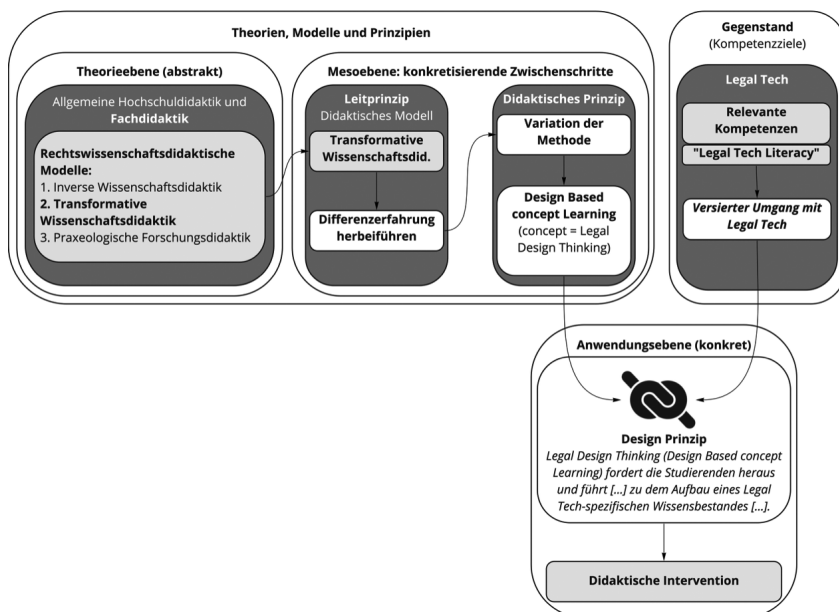 Theorien, Modelle und Prinzipien
Theorieebene (abstrakt)
Allgemeine Hochschuldidaktik und
Fachdidaktik
Rechtswissenschaftsdidaktische
Modelle:
1. Inverse Wissenschaftsdidaktik
2. Transformative
Wissenschaftsdidaktik
3. Praxeologische Forschungsdidaktik
Mesoebene: konkretisierende Zwischenschritte
Leitprinzip
Didaktisches Modell
Transformative
Wissenschaftsdid.
Differenzerfahrung
herbeiführen
Didaktisches Prinzip
Variation der
Methode
Design Based
concept Learning
(concept = Legal
Design Thinking)
Gegenstand
(Kompetenzziele)
Legal Tech
Relevante
Kompetenzen
"Legal Tech Literacy"
Versierter Umgang mit
Legal Tech
Anwendungsebene (konkret)
Design Prinzip
Legal Design Thinking (Design Based concept
Learning) fordert die Studierenden heraus
und führt [...] zu dem Aufbau eines Legal
Tech-spezifischen Wissensbestandes [...].
Didaktische Intervention